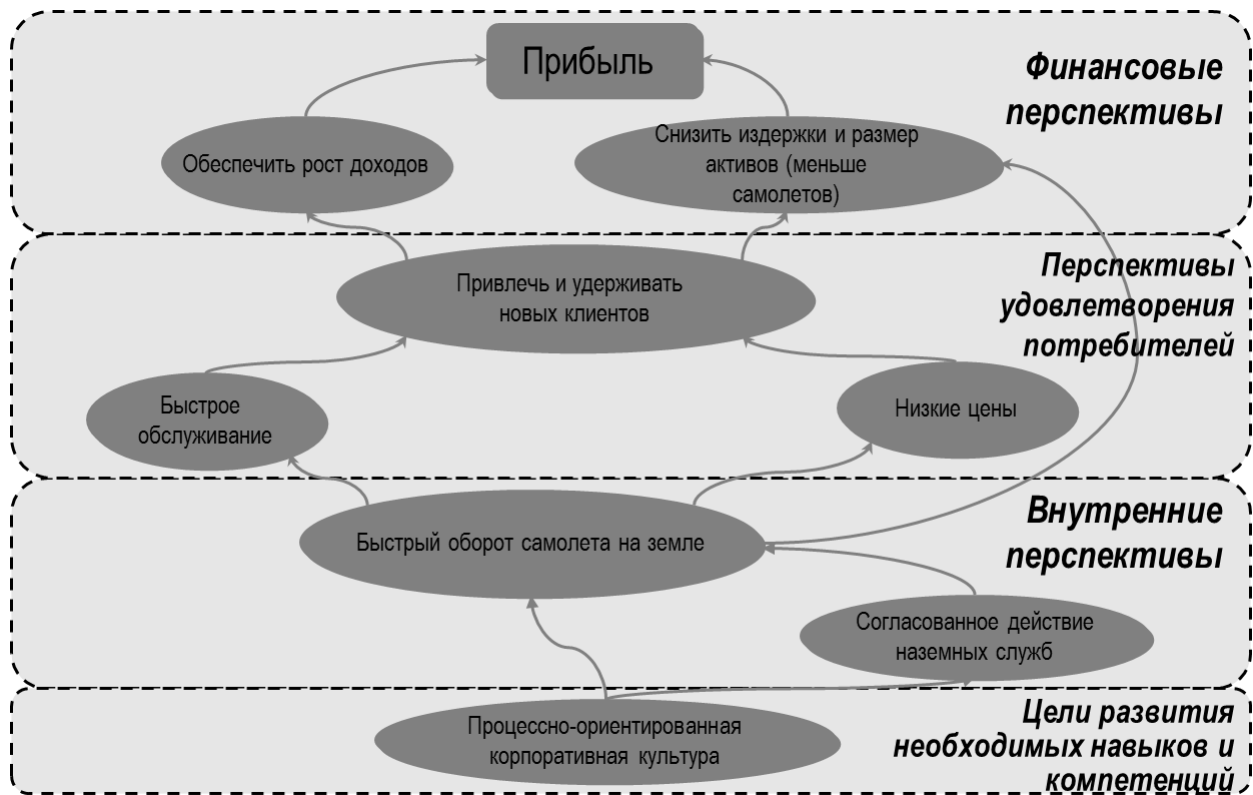 Прибыль
Финансовые
перспективы
Обеспечить рост доходов
Снизить издержки и размер
активов (меньше
самолетов)
Перспективы
удовлетворения
потребителей
Привлечь и удерживать
новых клиентов
Быстрое
обслуживание
Низкие цены
Внутренние
перспективы
Быстрый оборот самолета на земле
Согласованное действие
наземных служб
Цели развития
необходимых навыков и
компетенций
Процессно-ориентированная
корпоративная культура